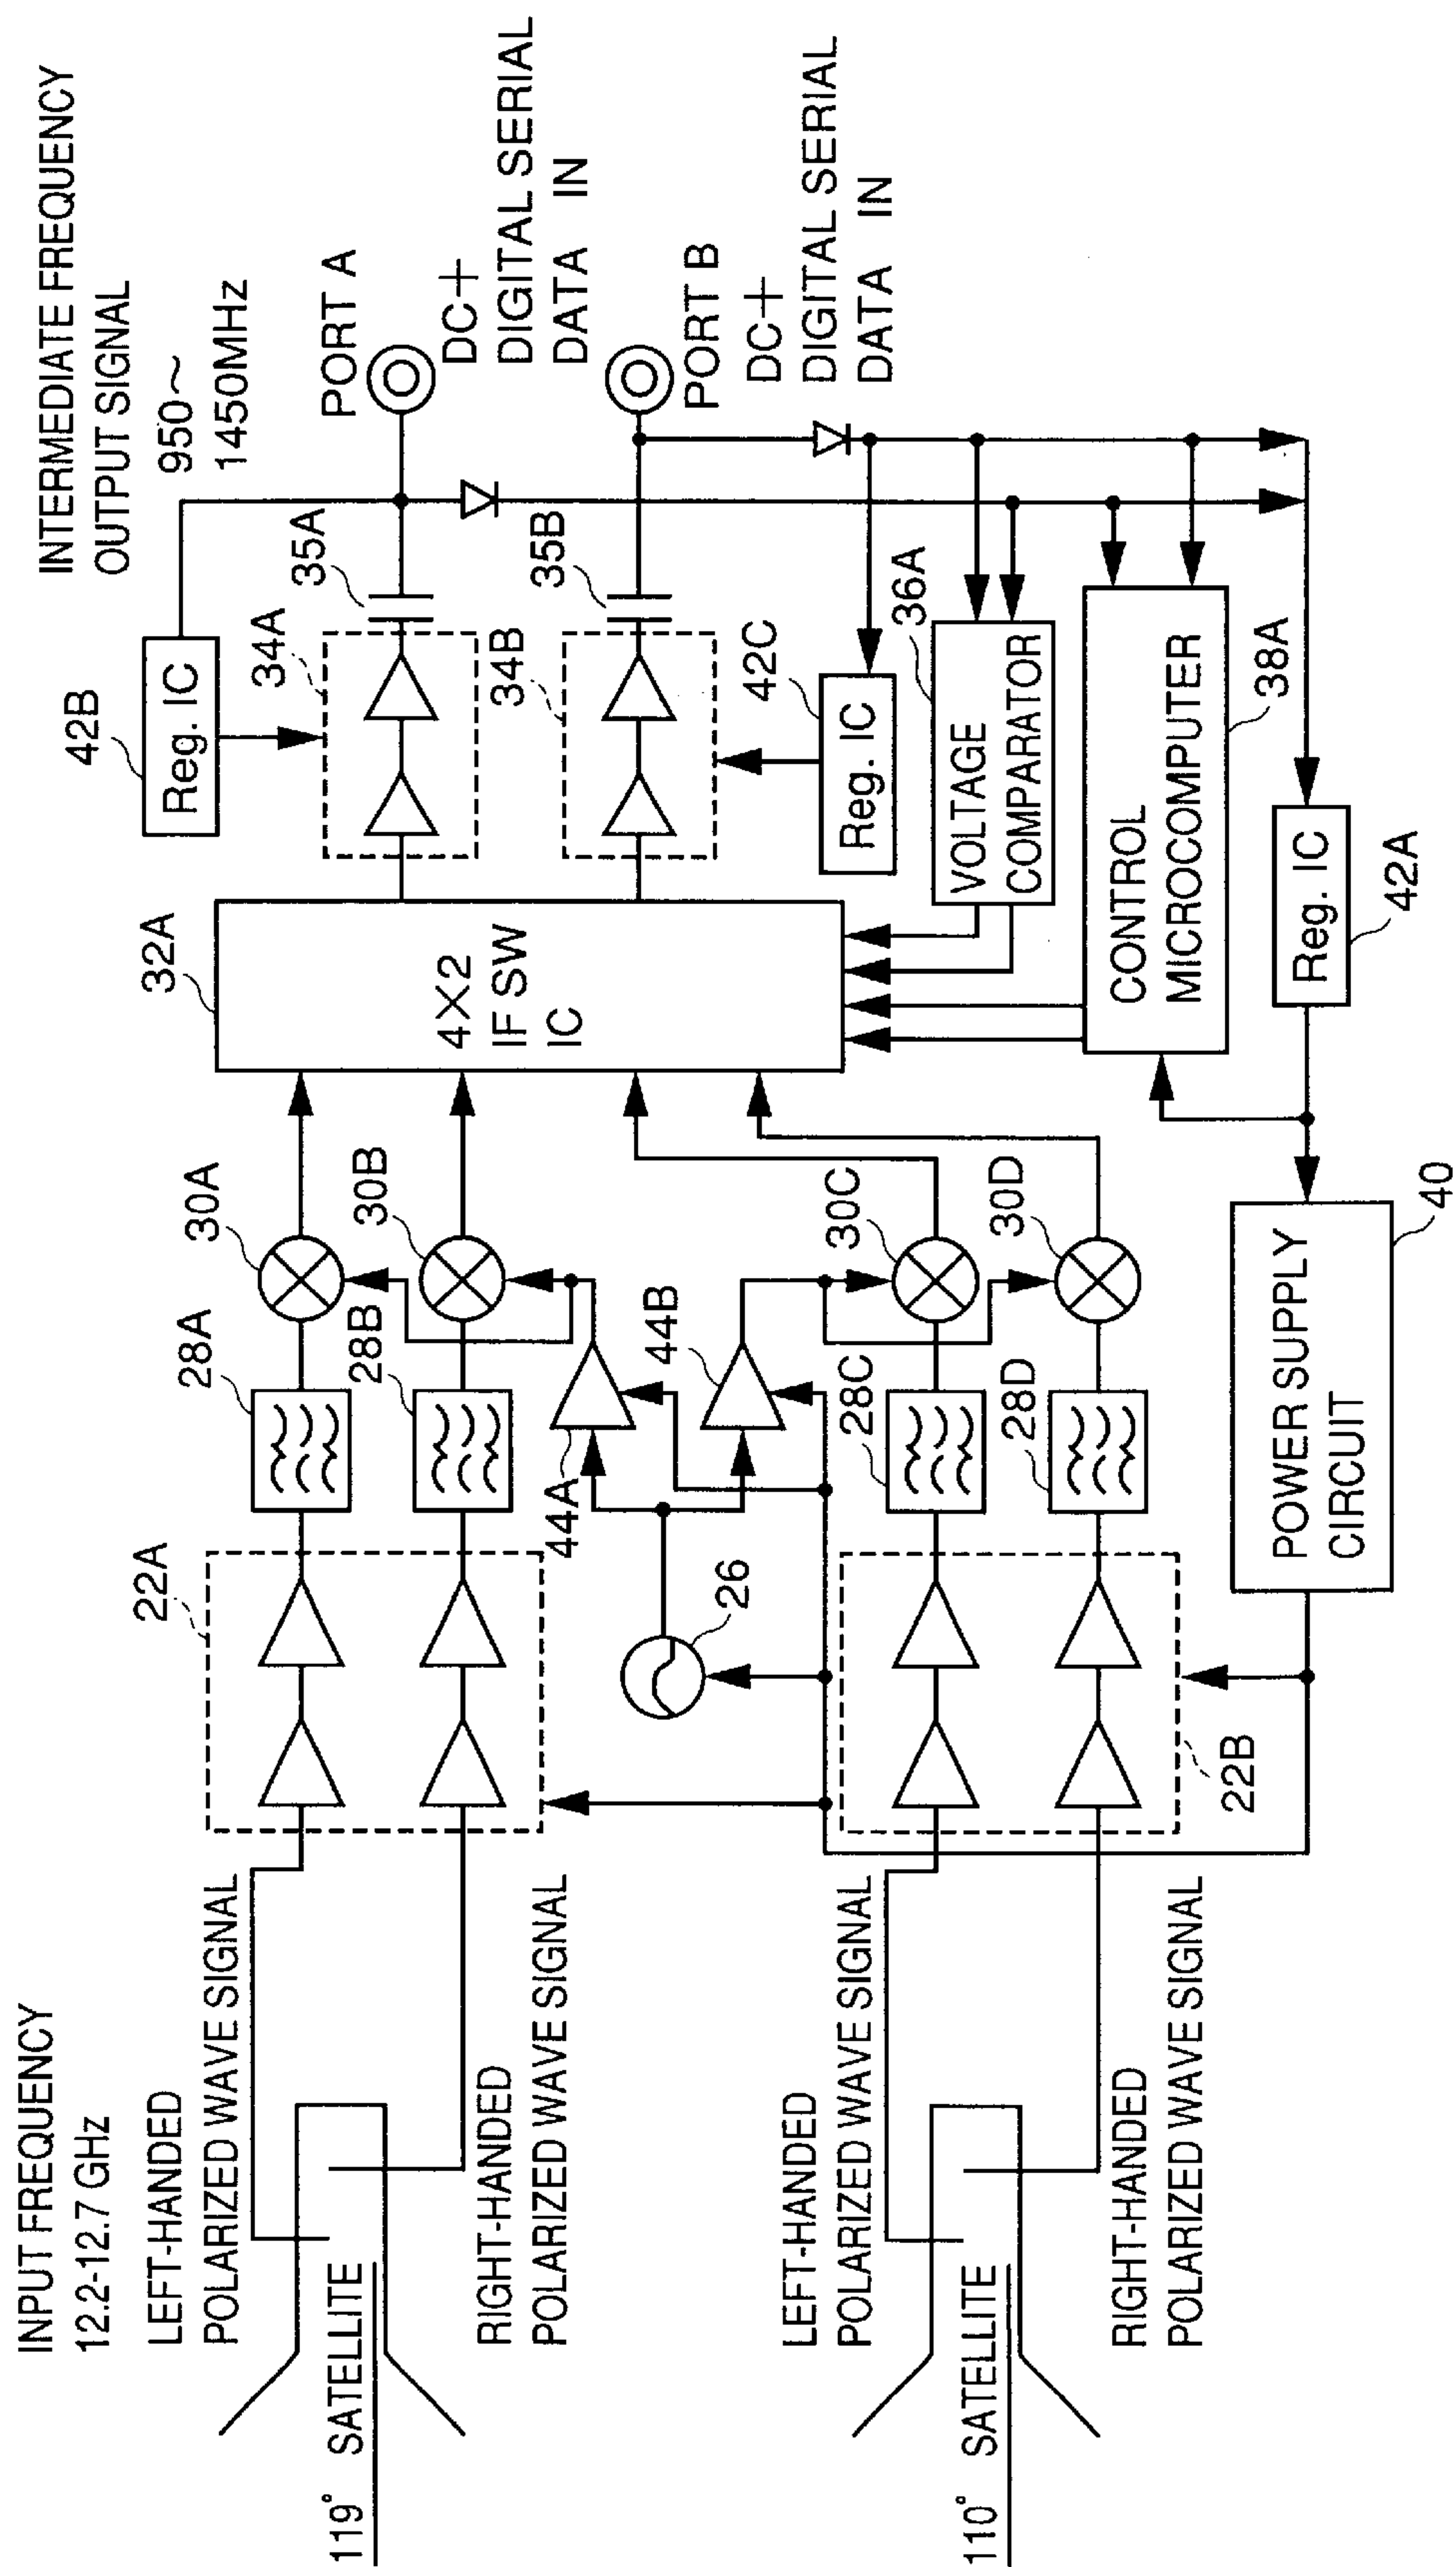 INPUT FREQUENCY
12.2-12.7 GHz
LEFT-HANDED
POLARIZED WAVE SIGNAL
119° SATELLITE
RIGHT-HANDED
POLARIZED WAVE SIGNAL
LEFT-HANDED
POLARIZED WAVE SIGNAL
110° SATELLITE
RIGHT-HANDED
POLARIZED WAVE SIGNAL
22A
28A
30A
28B
30B
44A
44B
26
28C
30C
28D
30D
22B
POWER SUPPLY
CIRCUIT
40
32A
4×2
IF SW
IC
42B
Reg. IC
34A
35A
34B
35B
42C
Reg. IC
36A
VOLTAGE
COMPARATOR
CONTROL
MICROCOMPUTER
38A
Reg. IC
42A
INTERMEDIATE FREQUENCY
OUTPUT SIGNAL
950~
1450MHz
PORT A
DC+
DIGITAL SERIAL
DATA IN
PORT B
DC+
DIGITAL SERIAL
DATA IN